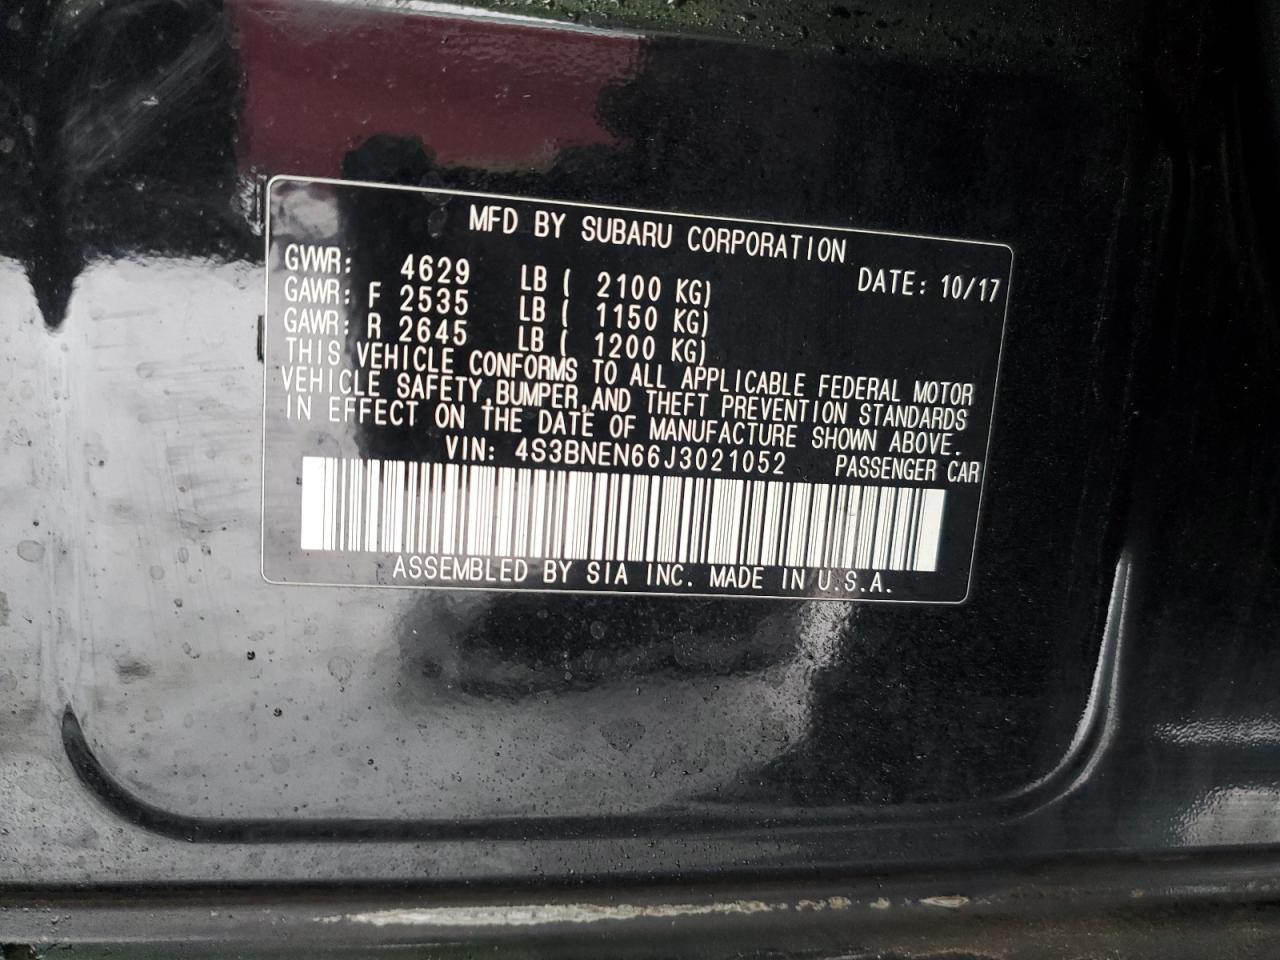 MFD BY SUBARU CORPORATION
GVWR: 4629 LB ( 2100 KG) DATE: 10/17
GAWR: F 2535 LB ( 1150 KG)
GAWR: R 2645 LB ( 1200 KG)
THIS VEHICLE CONFORMS TO ALL APPLICABLE FEDERAL MOTOR
VEHICLE SAFETY,BUMPER,AND THEFT PREVENTION STANDARDS
IN EFFECT ON THE DATE OF MANUFACTURE SHOWN ABOVE.
VIN: 4S3BNEN66J3021052 PASSENGER CAR
ASSEMBLED BY SIA INC. MADE IN U.S.A.